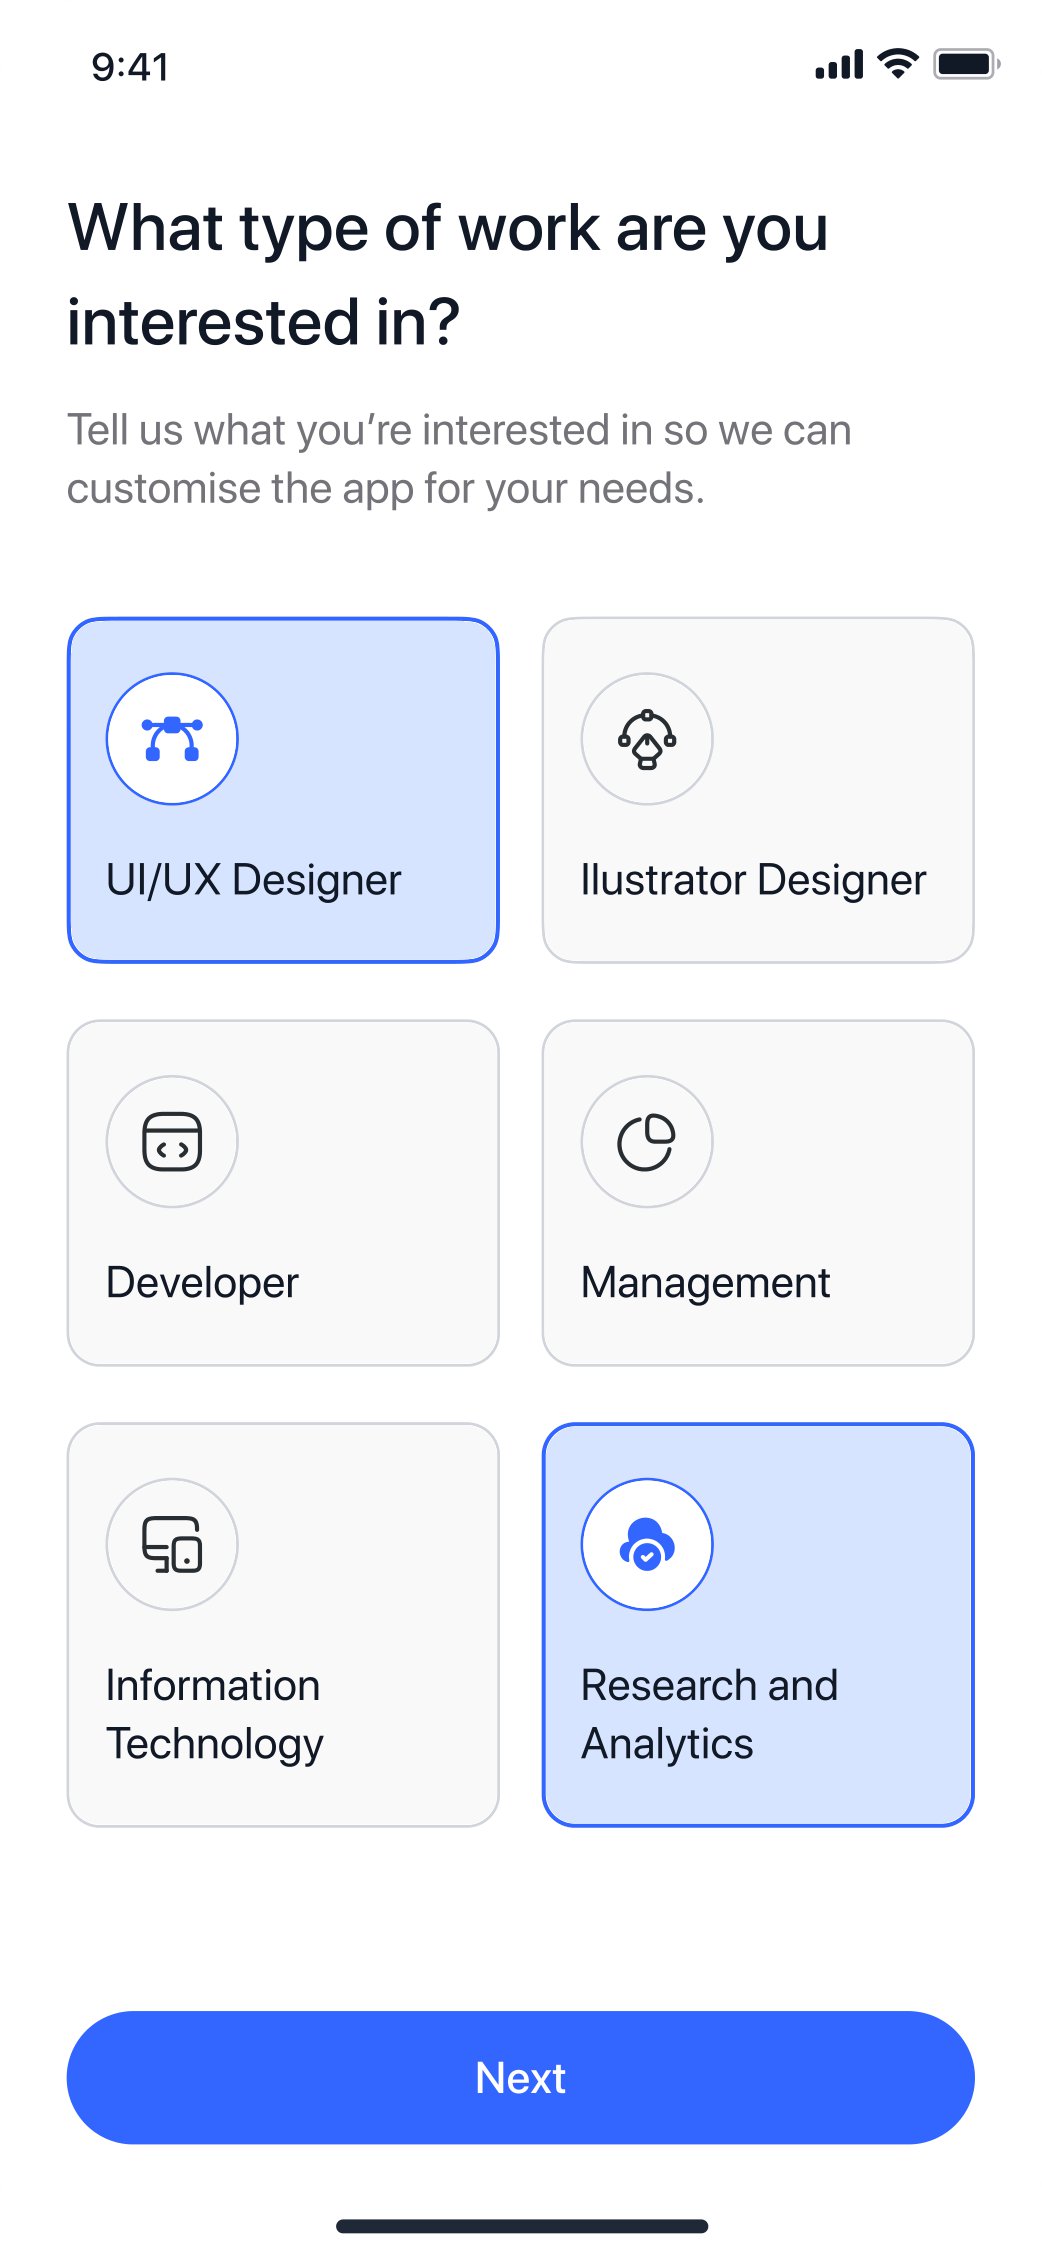 9:41
What type of work are you
interested in?
Tell us what you’re interested in so we can
customise the app for your needs.
UI/UX Designer
Ilustrator Designer
Developer
Management
Information
Technology
Research and
Analytics
Next